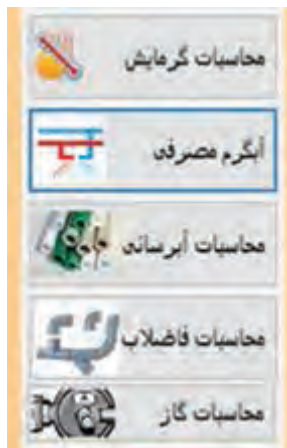 محاسبات گرمایش
آبگرم مصرفی
محاسبات آبرسانی
محاسبات فاضلاب
محاسبات گاز